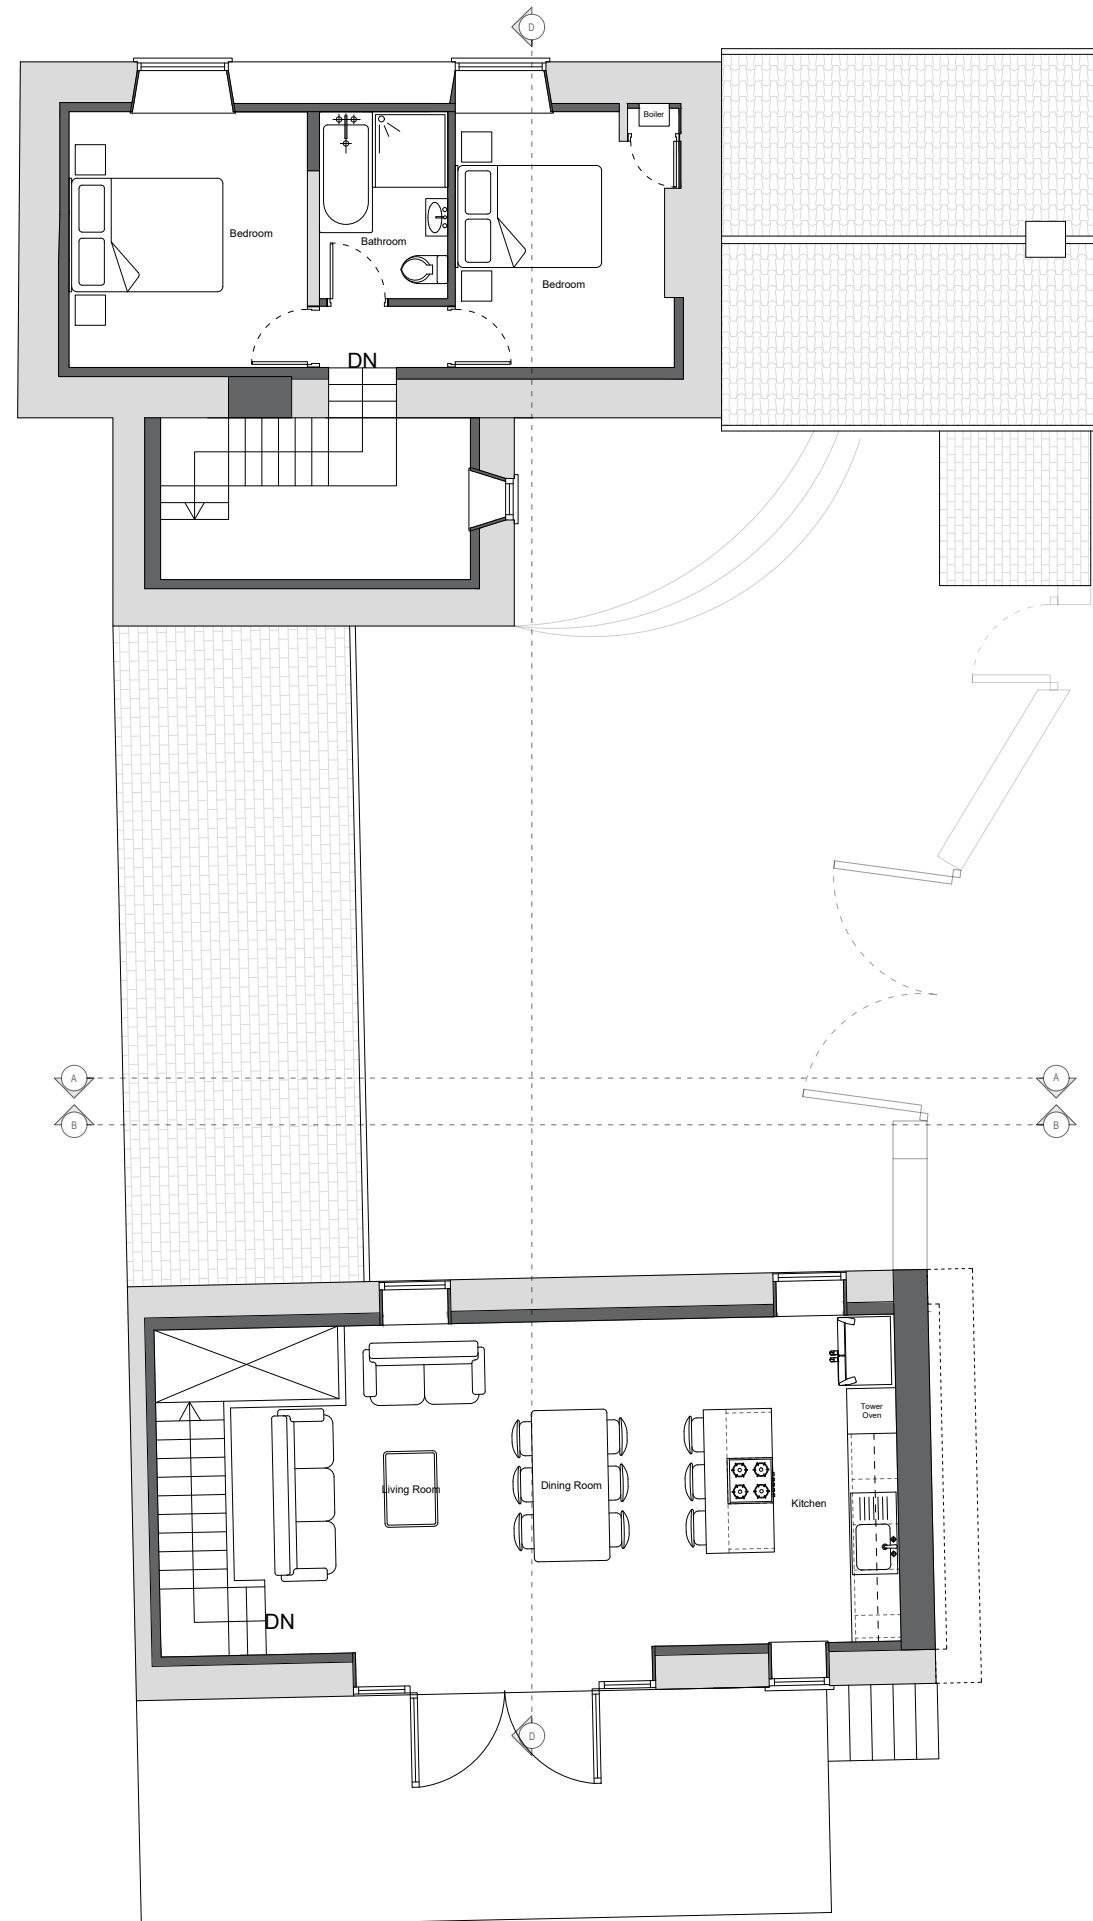 D
Boiler
Bedroom
Bathroom
Bedroom
DN
A
A
B
B
Tower
Oven
Living Room
Dining Room
Kitchen
DN
D